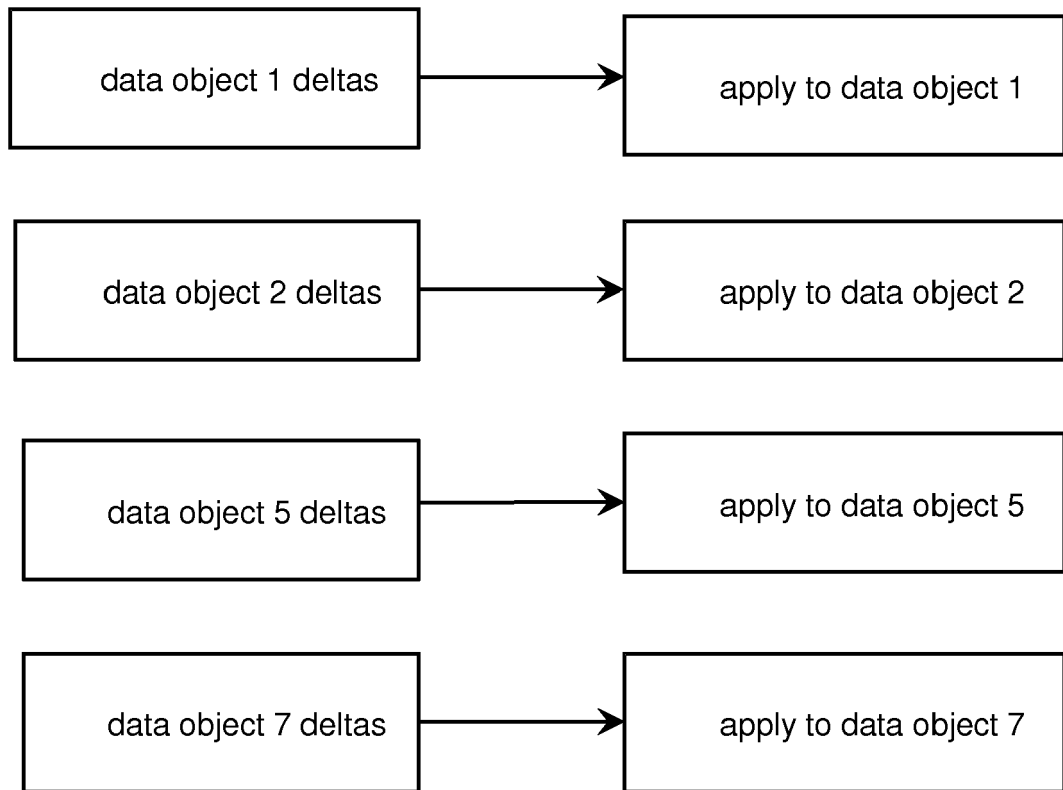 data object 1 deltas
apply to data object 1
data object 2 deltas
apply to data object 2
data object 5 deltas
apply to data object 5
data object 7 deltas
apply to data object 7